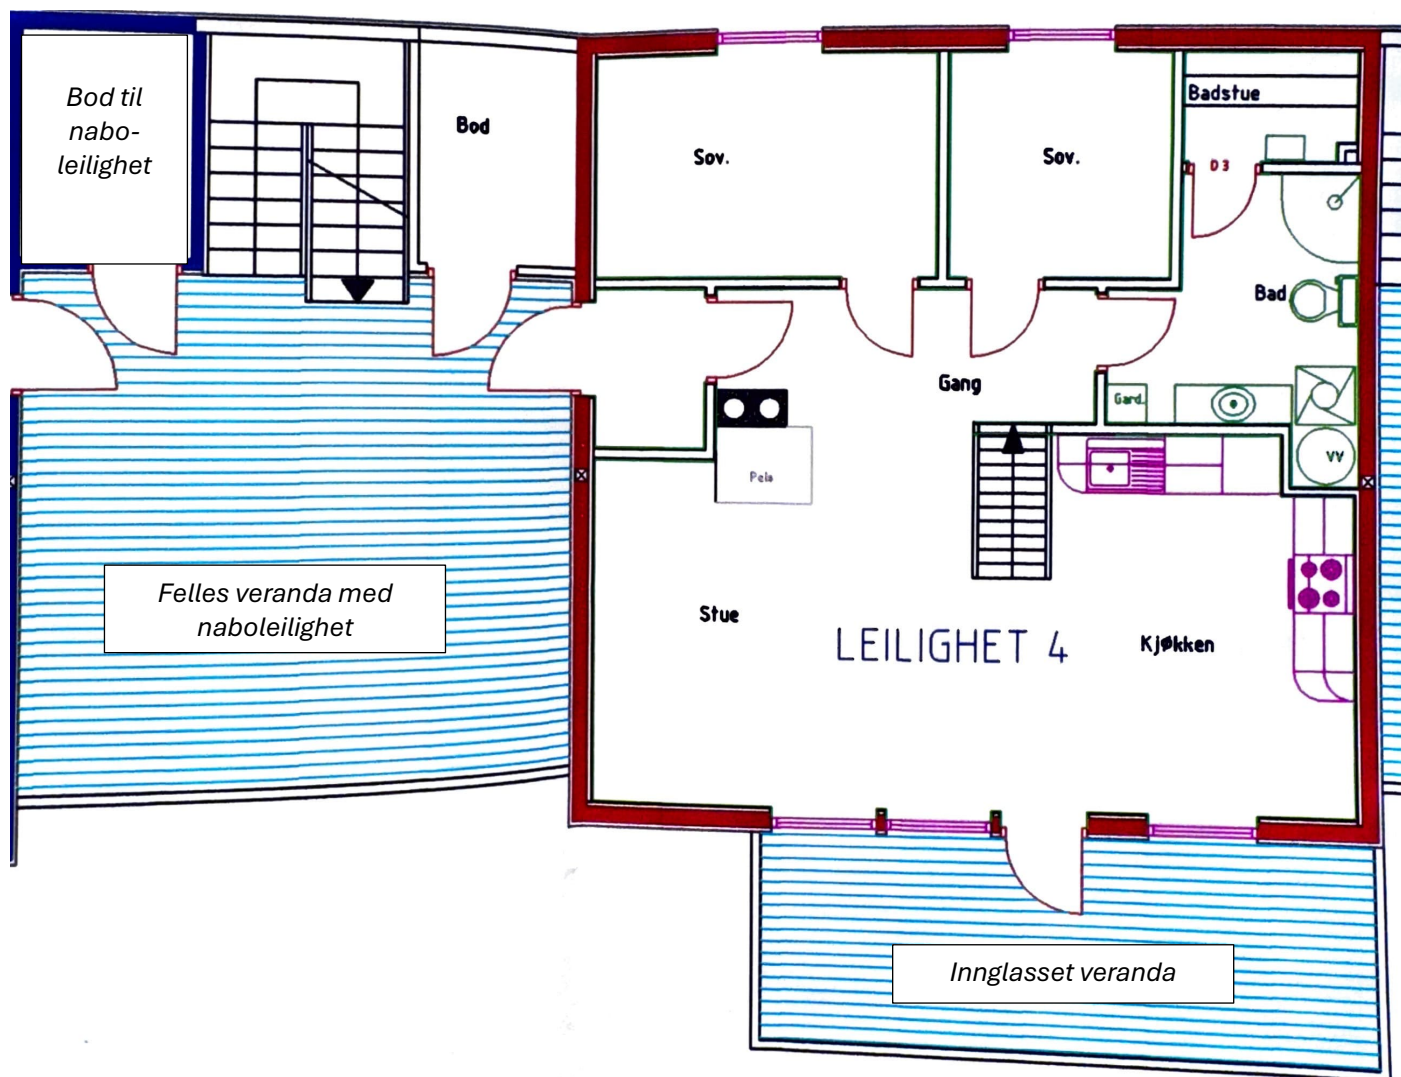 Bod til
nabo-
leilighet
Bod
Sov.
Sov.
Badstue
D3
Bad
Gang
Gard.
VV
Peis
Felles veranda med
naboleilighet
Stue
LEILIGHET 4
Kjøkken
Innglasset veranda